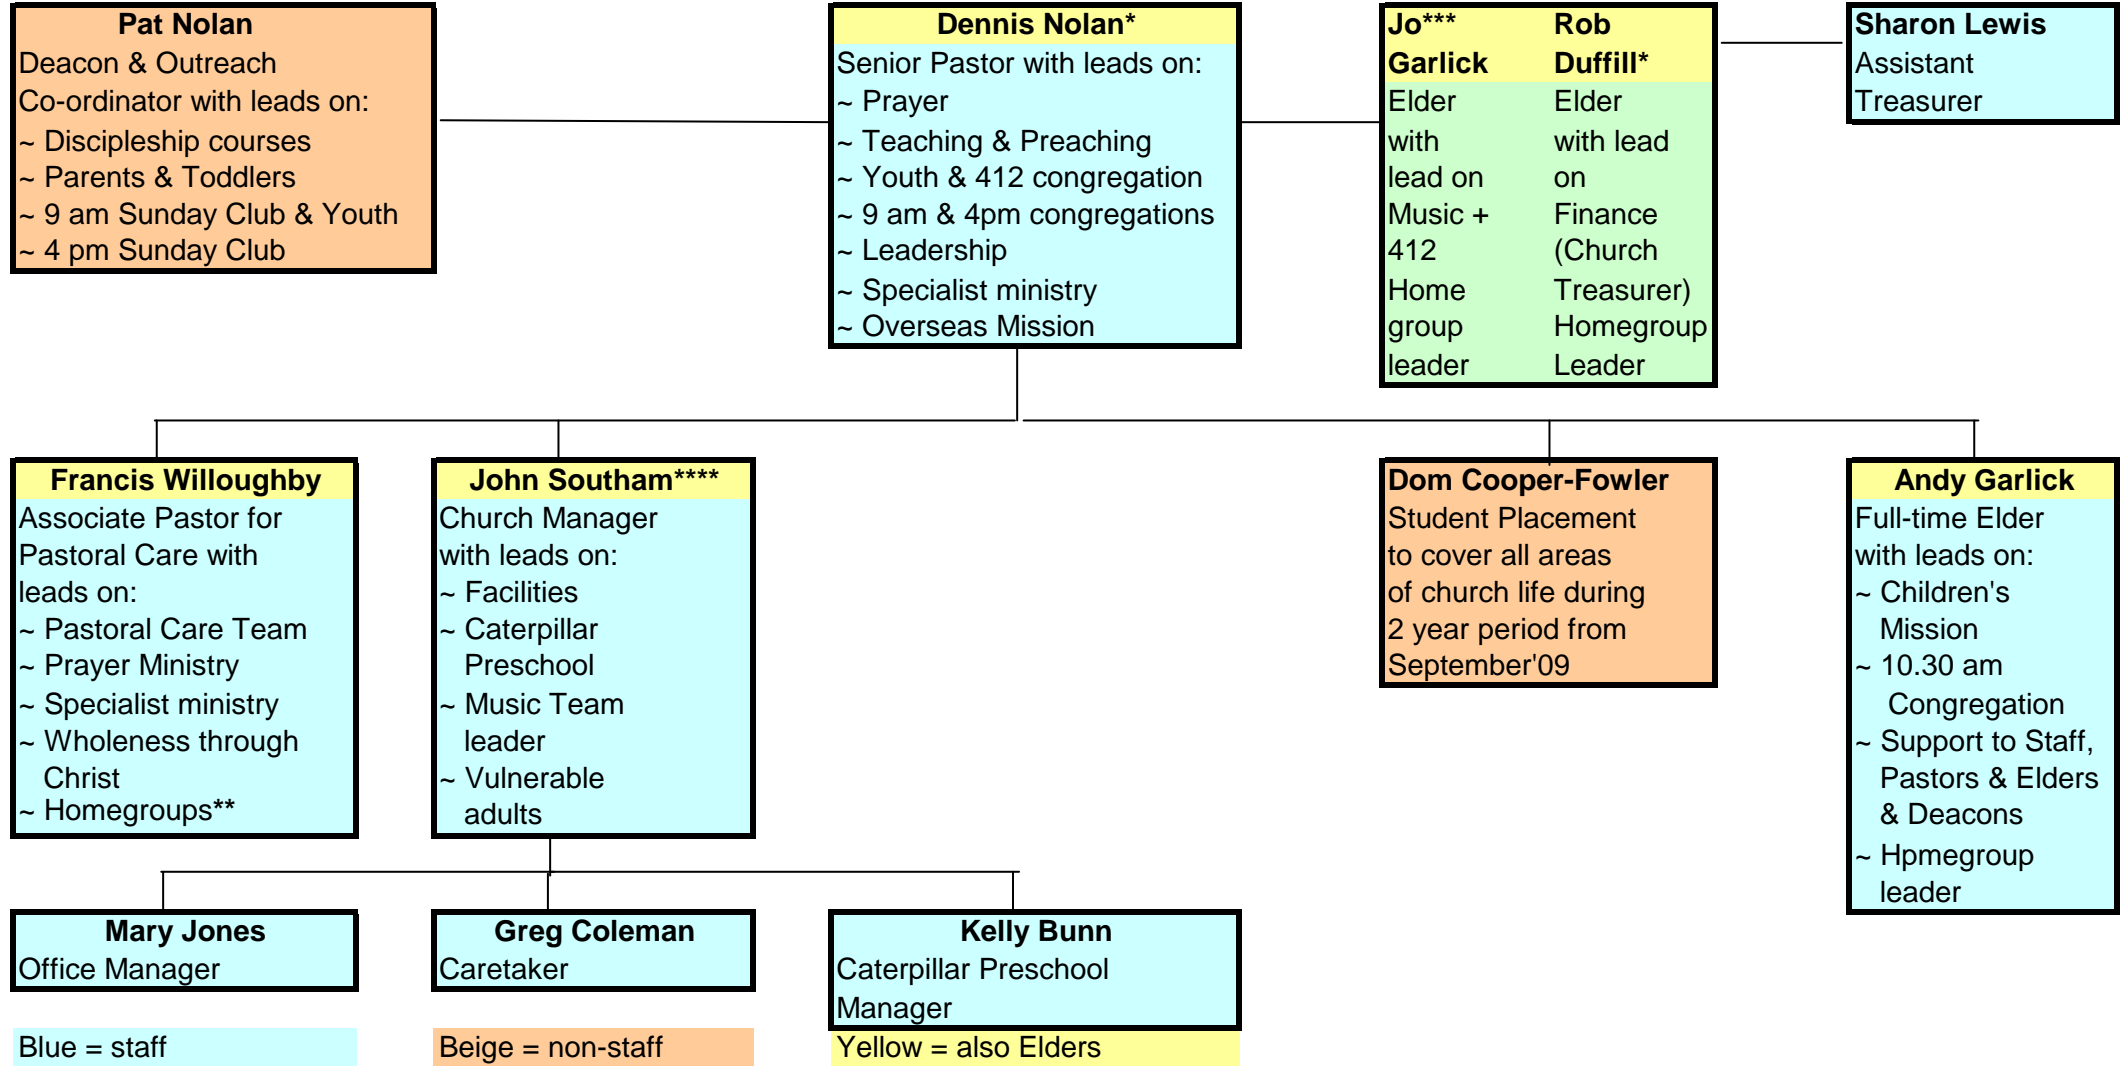 Pat Nolan
Deacon & Outreach
Co-ordinator with leads on:
~ Discipleship courses
~ Parents & Toddlers
~ 9 am Sunday Club & Youth
~ 4 pm Sunday Club
Dennis Nolan*
Senior Pastor with leads on:
~ Prayer
~ Teaching & Preaching
~ Youth & 412 congregation
~ 9 am & 4pm congregations
~ Leadership
~ Specialist ministry
~ Overseas Mission
Jo***
Garlick
Elder
with
lead on
Music +
412
Home
group
leader
Rob
Duffill*
Elder
with lead
on
Finance
(Church
Treasurer)
Homegroup
Leader
Sharon Lewis
Assistant
Treasurer
Francis Willoughby
Associate Pastor for
Pastoral Care with
leads on:
~ Pastoral Care Team
~ Prayer Ministry
~ Specialist ministry
~ Wholeness through
Christ
~ Homegroups**
John Southam****
Church Manager
with leads on:
~ Facilities
~ Caterpillar
Preschool
~ Music Team
leader
~ Vulnerable
adults
Dom Cooper-Fowler
Student Placement
to cover all areas
of church life during
2 year period from
September'09
Andy Garlick
Full-time Elder
with leads on:
~ Children's
Mission
~ 10.30 am
Congregation
~ Support to Staff,
Pastors & Elders
& Deacons
~ Hpmegroup
leader
Mary Jones
Office Manager
Greg Coleman
Caretaker
Kelly Bunn
Caterpillar Preschool
Manager
Blue = staff
Beige = non-staff
Yellow = also Elders